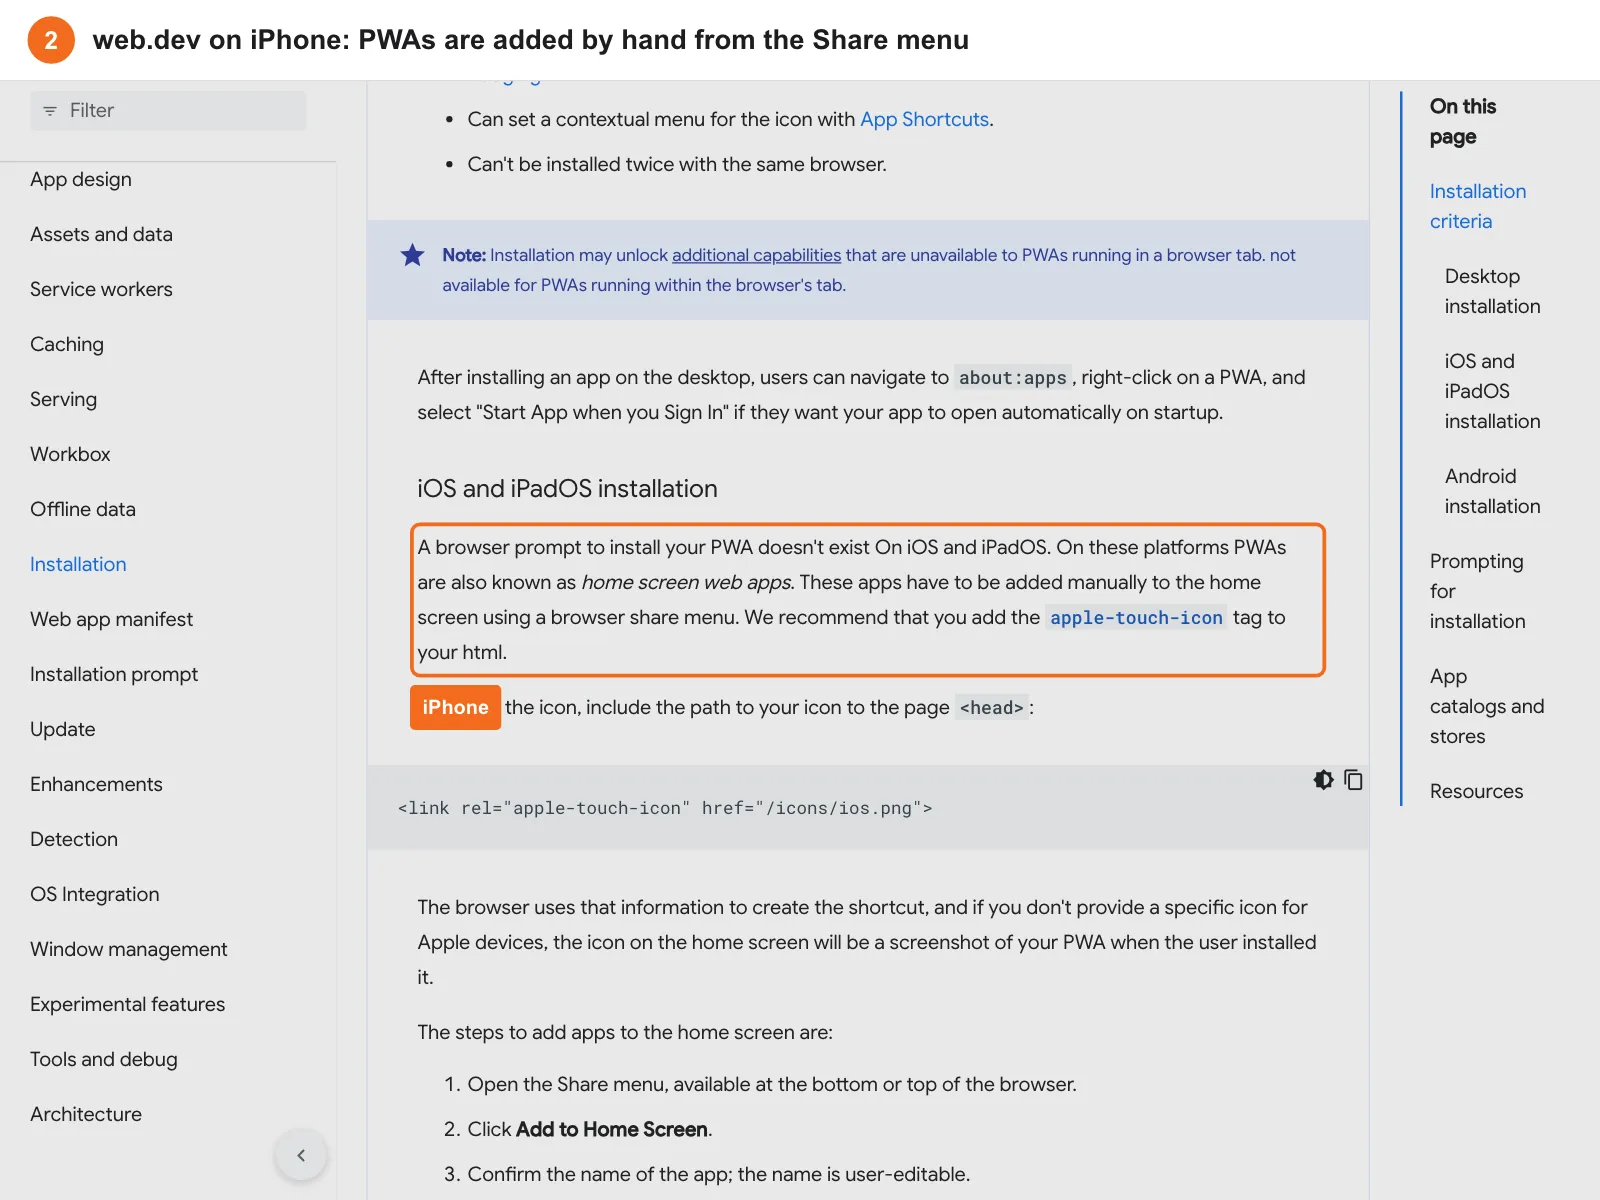 2 web.dev on iPhone: PWAs are added by hand from the Share menu
Filter
App design
Assets and data
Service workers
Caching
Serving
Workbox
Offline data
Installation
Web app manifest
Installation prompt
Update
Enhancements
Detection
OS Integration
Window management
Experimental features
Tools and debug
Architecture
• Can set a contextual menu for the icon with App Shortcuts.
• Can't be installed twice with the same browser.
Note: Installation may unlock additional capabilities that are unavailable to PWAs running in a browser tab. not
available for PWAs running within the browser's tab.
After installing an app on the desktop, users can navigate to about:apps, right-click on a PWA, and
select "Start App when you Sign In" if they want your app to open automatically on startup.
iOS and iPadOS installation
A browser prompt to install your PWA doesn't exist On iOS and iPadOS. On these platforms PWAs
are also known as home screen web apps. These apps have to be added manually to the home
screen using a browser share menu. We recommend that you add the apple-touch-icon tag to
your html.
iPhone the icon, include the path to your icon to the page <head>:
<link rel="apple-touch-icon" href="/icons/ios.png">
The browser uses that information to create the shortcut, and if you don't provide a specific icon for
Apple devices, the icon on the home screen will be a screenshot of your PWA when the user installed
it.
The steps to add apps to the home screen are:
1. Open the Share menu, available at the bottom or top of the browser.
2. Click Add to Home Screen.
3. Confirm the name of the app; the name is user-editable.
On this
page
Installation
criteria
Desktop
installation
iOS and
iPadOS
installation
Android
installation
Prompting
for
installation
App
catalogs and
stores
Resources